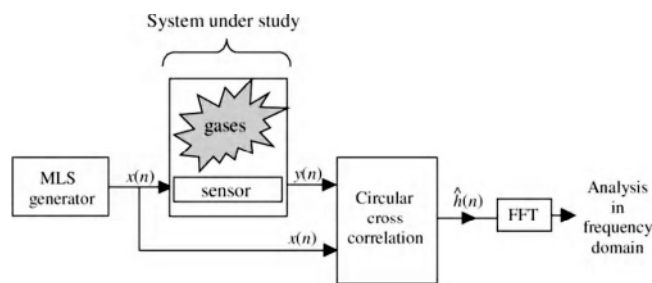 System under study
gases
MLS
generator
x(n)
sensor
y(n)
x(n)
Circular
cross
correlation
ĥ(n)
FFT
Analysis
in
frequency
domain